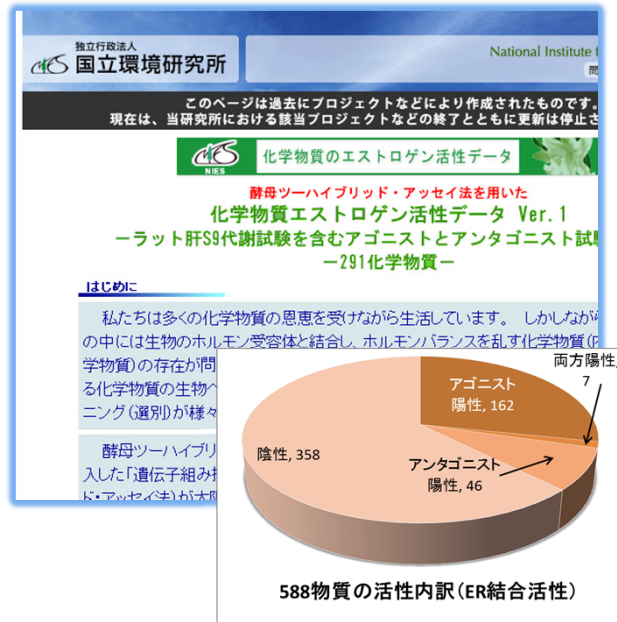 独立行政法人
国立環境研究所
National Institute
問
このページは過去にプロジェクトなどにより作成されたものです。
現在は、当研究所における該当プロジェクトなどの終了とともに更新は停止さ
NIES
化学物質のエストロゲン活性データ
酵母ツーハイブリッド・アッセイ法を用いた
化学物質エストロゲン活性データ Ver.1
－ラット肝S9代謝試験を含むアゴニストとアンタゴニスト試
－291化学物質－
はじめに
私たちは多くの化学物質の恩恵を受けながら生活しています。 しかしなが
の中には生物のホルモン受容体と結合し、ホルモンバランスを乱す化学物質(内
学物質)の存在が問
る化学物質の生物へ
ニング(選別)が様々
酵母ツーハイブリ
入した「遺伝子組み
ド・アッセイ法)が大阪
両方陽性,
7
アゴニスト
陽性, 162
陰性, 358
アンタゴニスト
陽性, 46
588物質の活性内訳(ER結合活性)